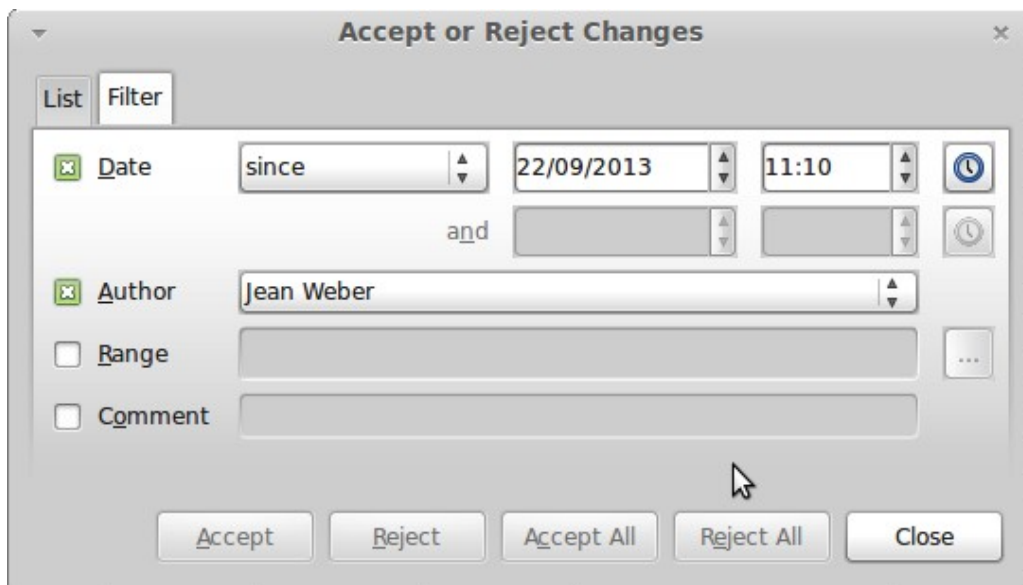 Accept or Reject Changes
List Filter
Date since 22/09/2013 11:10
and
Author Jean Weber
Range ...
Comment
Accept Reject Accept All Reject All Close